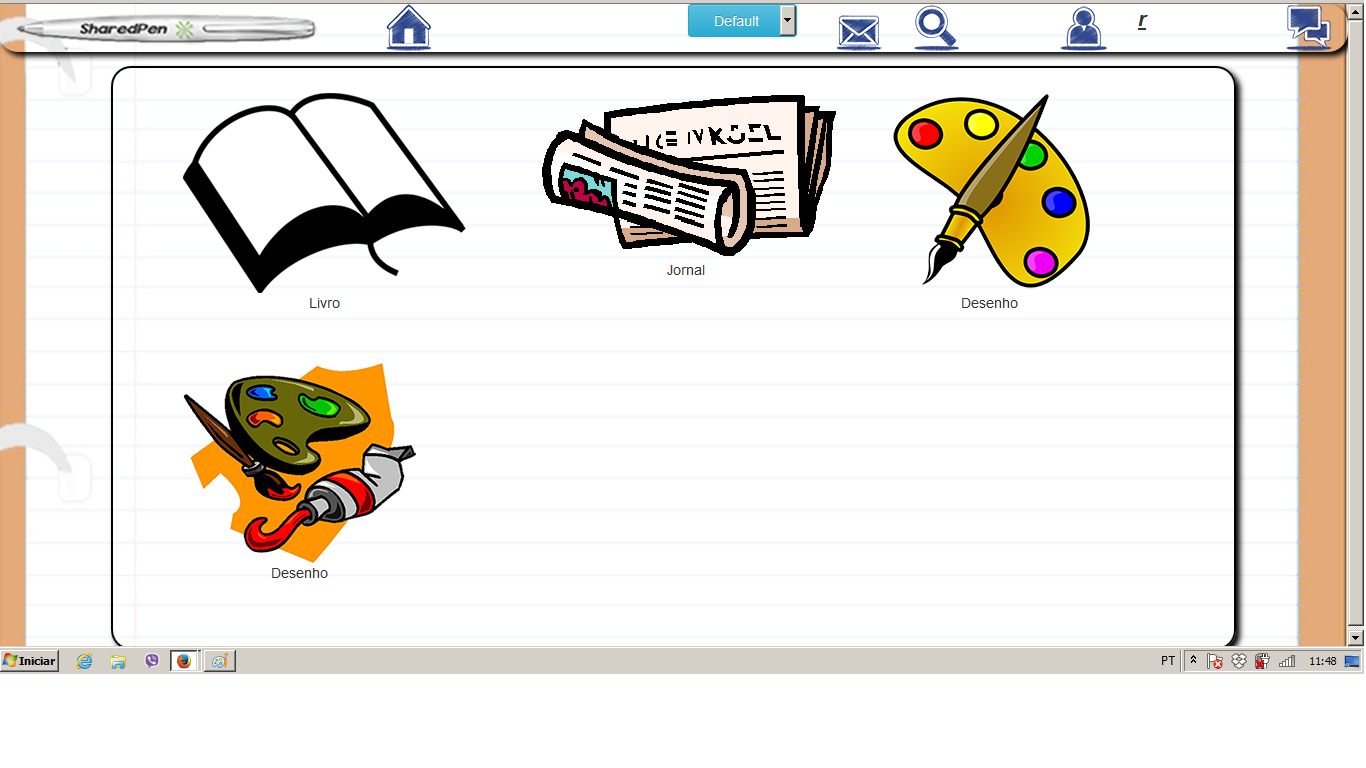 SharedPen
Default
r
Livro
Jornal
Desenho
Desenho
Iniciar
PT
11:48